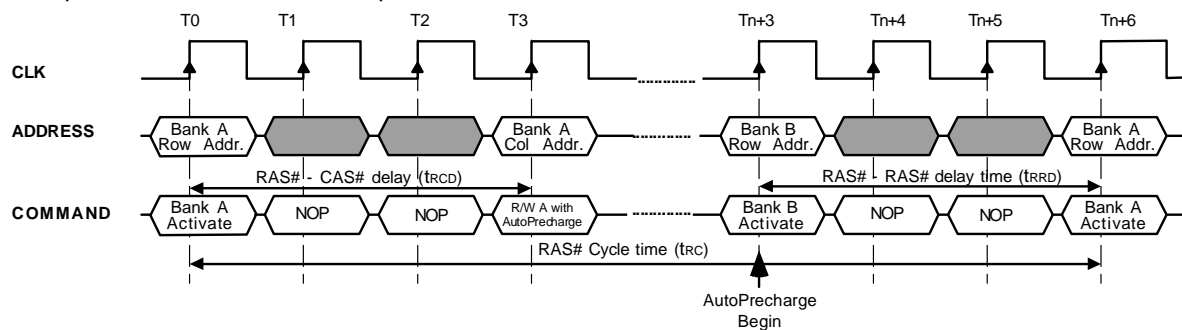 T0 T1 T2 T3 Tn+3 Tn+4 Tn+5 Tn+6
CLK
ADDRESS
Bank A
Row Addr.
Bank A
Col Addr.
Bank B
Row Addr.
Bank A
Row Addr.
RAS# - CAS# delay (tRCD)
RAS# - RAS# delay time (tRRD)
COMMAND
Bank A
Activate
NOP
NOP
R/W A with
AutoPrecharge
Bank B
Activate
NOP
NOP
Bank A
Activate
RAS# Cycle time (tRC)
AutoPrecharge
Begin